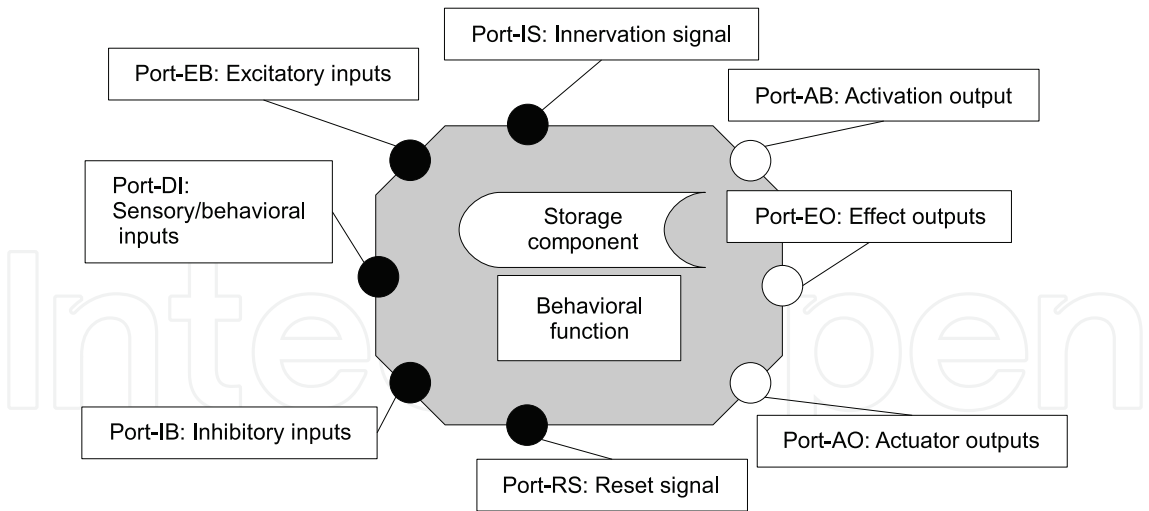 Port-IS: Innervation signal
Port-EB: Excitatory inputs
Port-AB: Activation output
Port-DI:
Sensory/behavioral
inputs
Storage
component
Port-EO: Effect outputs
Behavioral
function
Port-IB: Inhibitory inputs
Port-AO: Actuator outputs
Port-RS: Reset signal